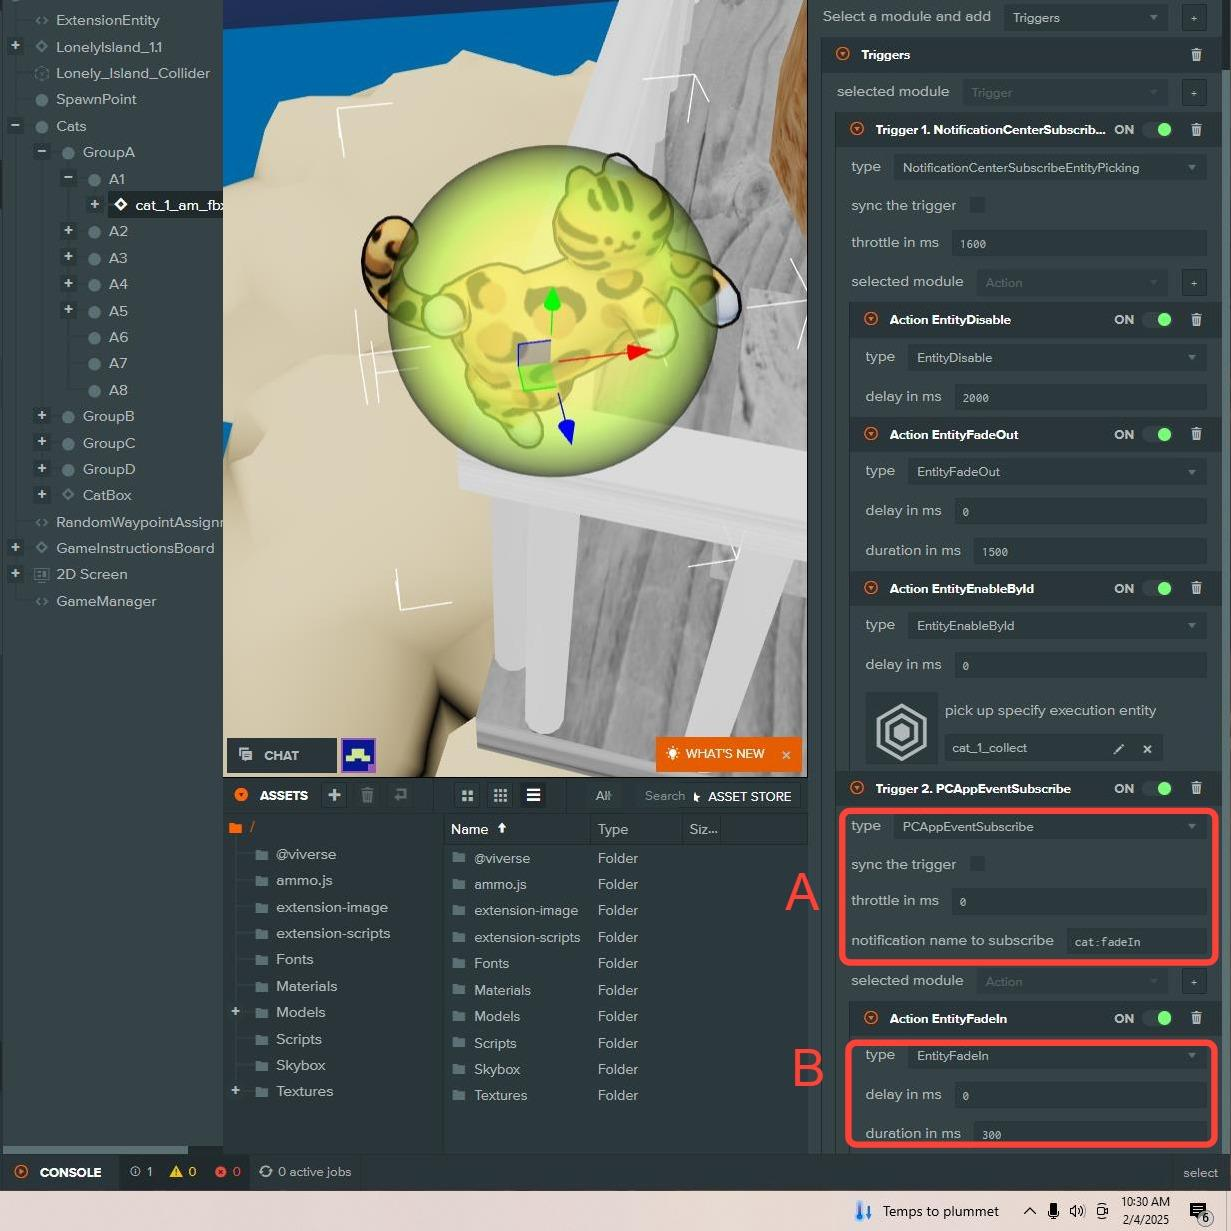 ExtensionEntity
LonelyIsland_1.1
Lonely_Island_Collider
SpawnPoint
Cats
GroupA
A1
cat_1_am_fbx
A2
A3
A4
A5
A6
A7
A8
GroupB
GroupC
GroupD
CatBox
RandomWaypointAssignr
GameInstructionsBoard
2D Screen
GameManager
CHAT
WHAT'S NEW ×
ASSETS
All
Search
ASSET STORE
/
@viverse
ammo.js
extension-image
extension-scripts
Fonts
Materials
Models
Scripts
Skybox
Textures
Name Type Siz...
@viverse Folder
ammo.js Folder
extension-image Folder
extension-scripts Folder
Fonts Folder
Materials Folder
Models Folder
Scripts Folder
Skybox Folder
Textures Folder
Select a module and add Triggers +
Triggers
selected module Trigger +
Trigger 1. NotificationCenterSubscrib... ON
type NotificationCenterSubscribeEntityPicking
sync the trigger
throttle in ms 1600
selected module Action +
Action EntityDisable ON
type EntityDisable
delay in ms 2000
Action EntityFadeOut ON
type EntityFadeOut
delay in ms 0
duration in ms 1500
Action EntityEnableById ON
type EntityEnableById
delay in ms 0
pick up specify execution entity
cat_1_collect
Trigger 2. PCAppEventSubscribe ON
A
type PCAppEventSubscribe
sync the trigger
throttle in ms 0
notification name to subscribe cat:fadeIn
selected module Action +
Action EntityFadeIn ON
B
type EntityFadeIn
delay in ms 0
duration in ms 300
CONSOLE 1 0 0 0 active jobs
select
Temps to plummet
10:30 AM
2/4/2025
6